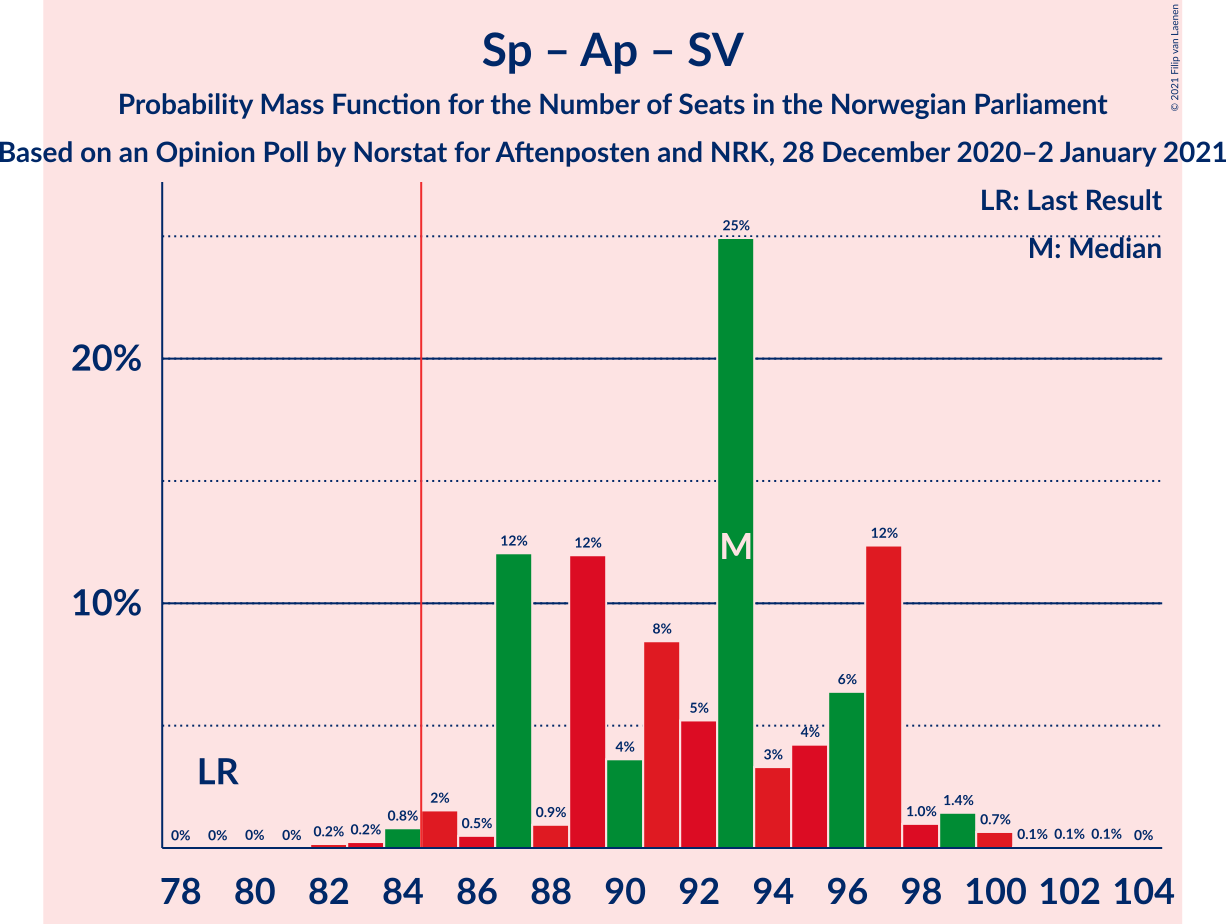 Sp – Ap – SV
Probability Mass Function for the Number of Seats in the Norwegian Parliament
Based on an Opinion Poll by Norstat for Aftenposten and NRK, 28 December 2020–2 January 2021
© 2021 Filip van Laenen
LR: Last Result
M: Median
25%
20%
M
12% 12% 12%
10%
8%
6%
5%
4% 4%
3%
LR
0% 0% 0% 0% 0.2% 0.2% 0.8% 2% 0.5% 0.9% 1.0% 1.4% 0.7% 0.1% 0.1% 0.1% 0%
78 80 82 84 86 88 90 92 94 96 98 100 102 104